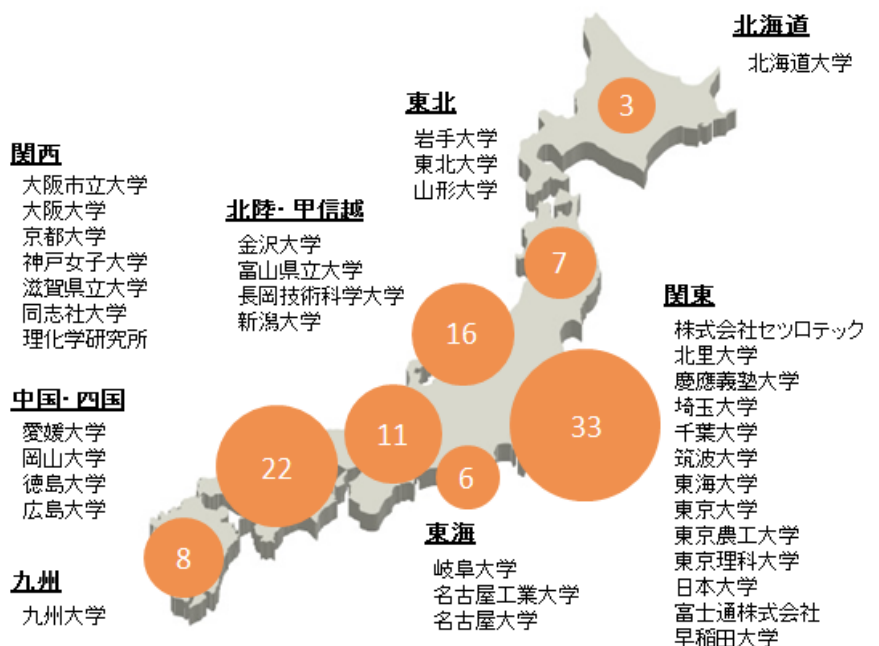 北海道
北海道大学
3
東北
岩手大学
東北大学
山形大学
7
関西
大阪市立大学
大阪大学
京都大学
神戸女子大学
滋賀県立大学
同志社大学
理化学研究所
11
北陸・甲信越
金沢大学
富山県立大学
長岡技術科学大学
新潟大学
16
関東
株式会社セツロテック
北里大学
慶應義塾大学
埼玉大学
千葉大学
筑波大学
東海大学
東京大学
東京農工大学
東京理科大学
日本大学
富士通株式会社
早稲田大学
33
中国・四国
愛媛大学
岡山大学
徳島大学
広島大学
22
東海
岐阜大学
名古屋工業大学
名古屋大学
6
九州
九州大学
8